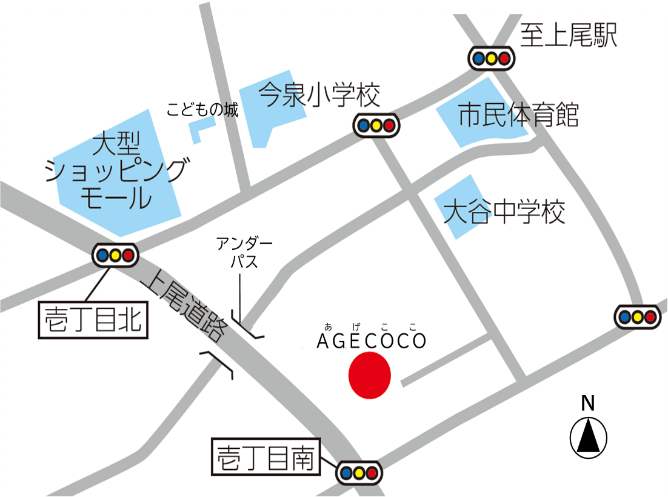 至上尾駅
今泉小学校
こどもの城
市民体育館
大型
ショッピング
モール
大谷中学校
アンダー
パス
上尾道路
壱丁目北
あげここ
AGECOCO
N
壱丁目南